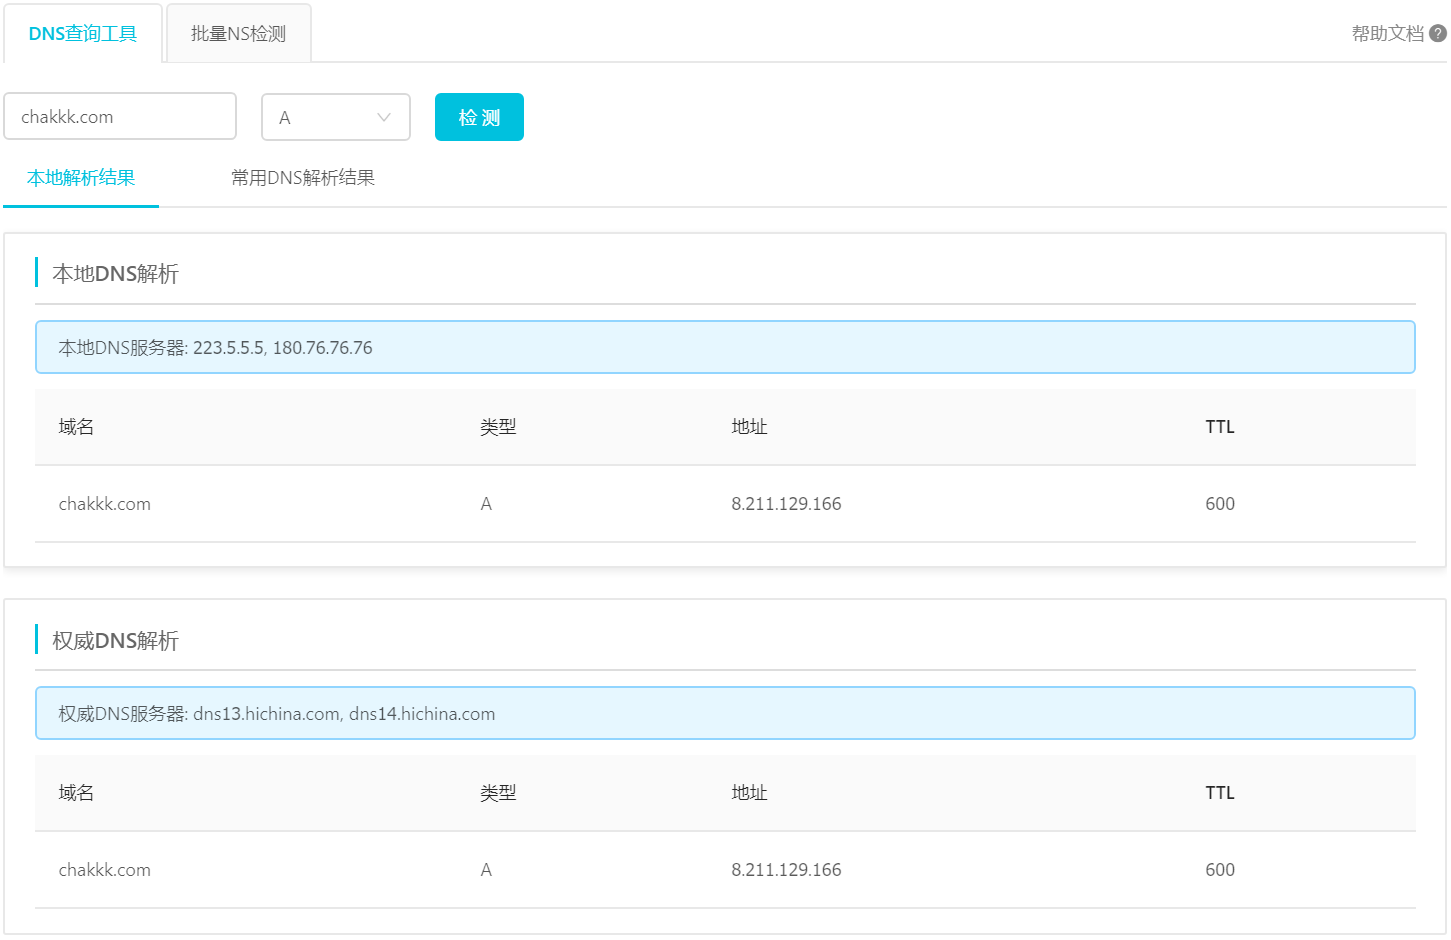 DNS查询工具 批量NS检测 帮助文档 ?
chakkk.com A 检 测
本地解析结果 常用DNS解析结果
本地DNS解析
本地DNS服务器: 223.5.5.5, 180.76.76.76
域名 类型 地址 TTL
chakkk.com A 8.211.129.166 600
权威DNS解析
权威DNS服务器: dns13.hichina.com, dns14.hichina.com
域名 类型 地址 TTL
chakkk.com A 8.211.129.166 600